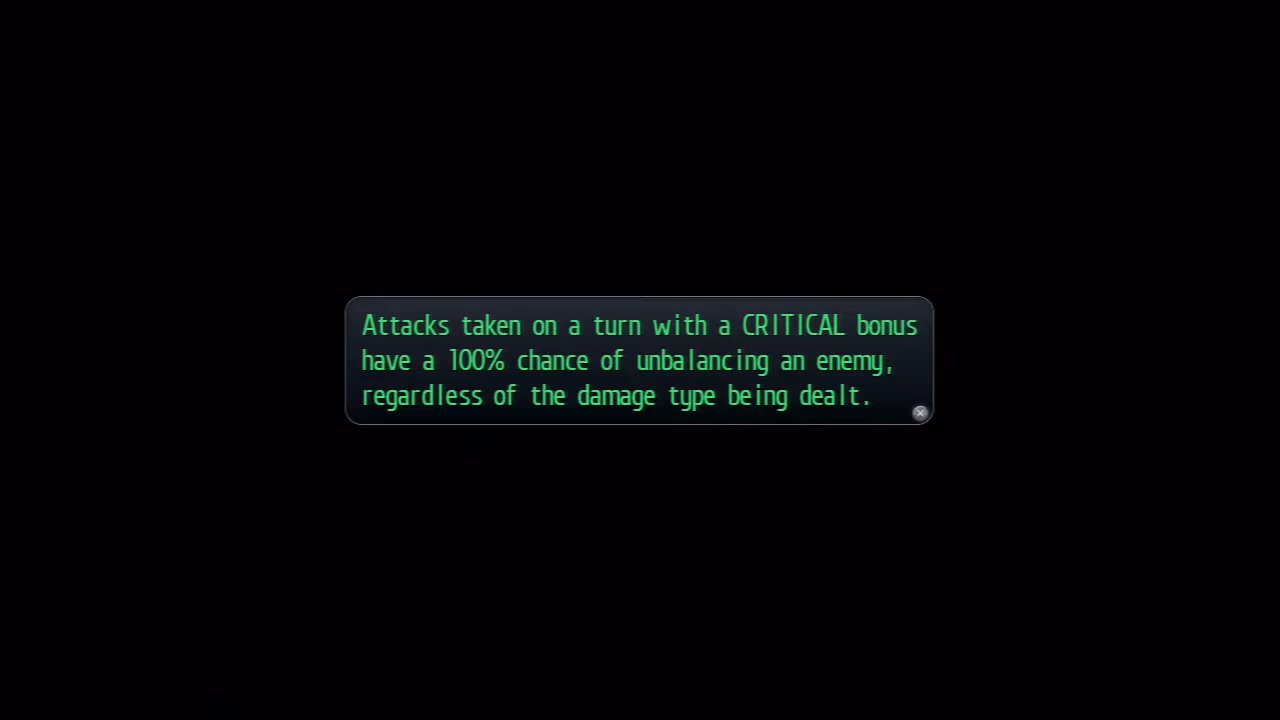 Attacks taken on a turn with a CRITICAL bonus
have a 100% chance of unbalancing an enemy,
regardless of the damage type being dealt.